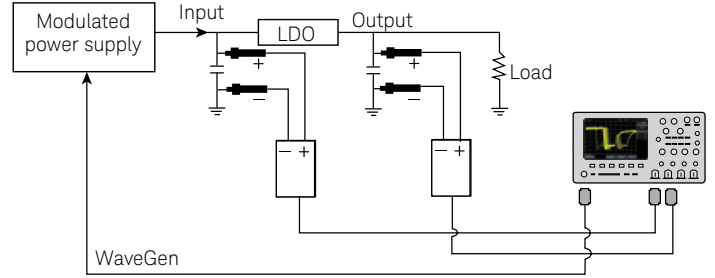 Modulated
power supply
Input
LDO
Output
Load
+
−
+
−
− +
− +
WaveGen